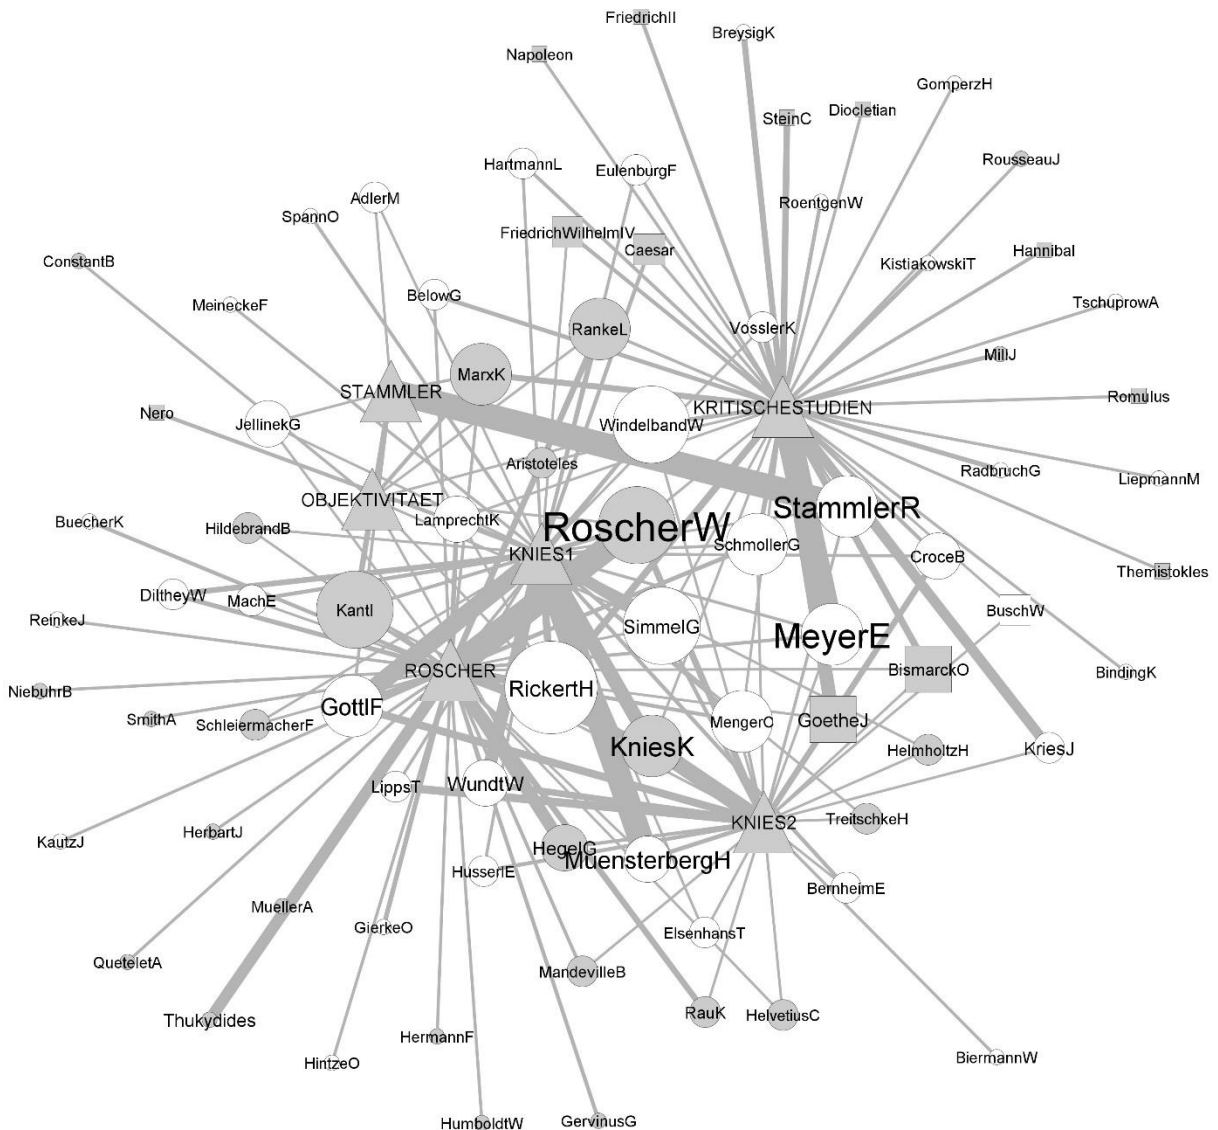 FriedrichII
BreysigK
Napoleon
GomperzH
SteinC
Diocletian
RousseauJ
HartmannL
EulenburgF
AdlerM
RoentgenW
SpannO
FriedrichWilhelmIV
Caesar
Hannibal
ConstantB
KistiakowskiT
BelowG
MeineckeF
TschuprowA
RankeL
VosslerK
MillJ
MarxK
STAMMLER
Romulus
KRITISCHESTUDIEN
Nero
JellinekG
WindelbandW
Aristoteles
RadbruchG
LiepmannM
OBJEKTIVITAET
StammlerR
BuecherK
HildebrandB
LamprechtK
RoscherW
SchmollerG
KNIES1
CroceB
Themistokles
DiltheyW
MachE
KantI
BuschW
ReinkeJ
SimmelG
MeyerE
ROSCHER
BismarckO
BindingK
NiebuhrB
RickertH
SmithA
SchleiermacherF
GottlF
MengerC
GoetheJ
KniesK
HelmholtzH
KriesJ
LippsT
WundtW
KNIES2
TreitschkeH
HerbartJ
KautzJ
HegelG
MuensterbergH
HusserlE
BernheimE
MuellerA
GierkeO
ElsenhansT
QueteletA
MandevilleB
Thukydides
RauK
HelvetiusC
HermannF
BiermannW
HintzeO
HumboldtW
GervinusG